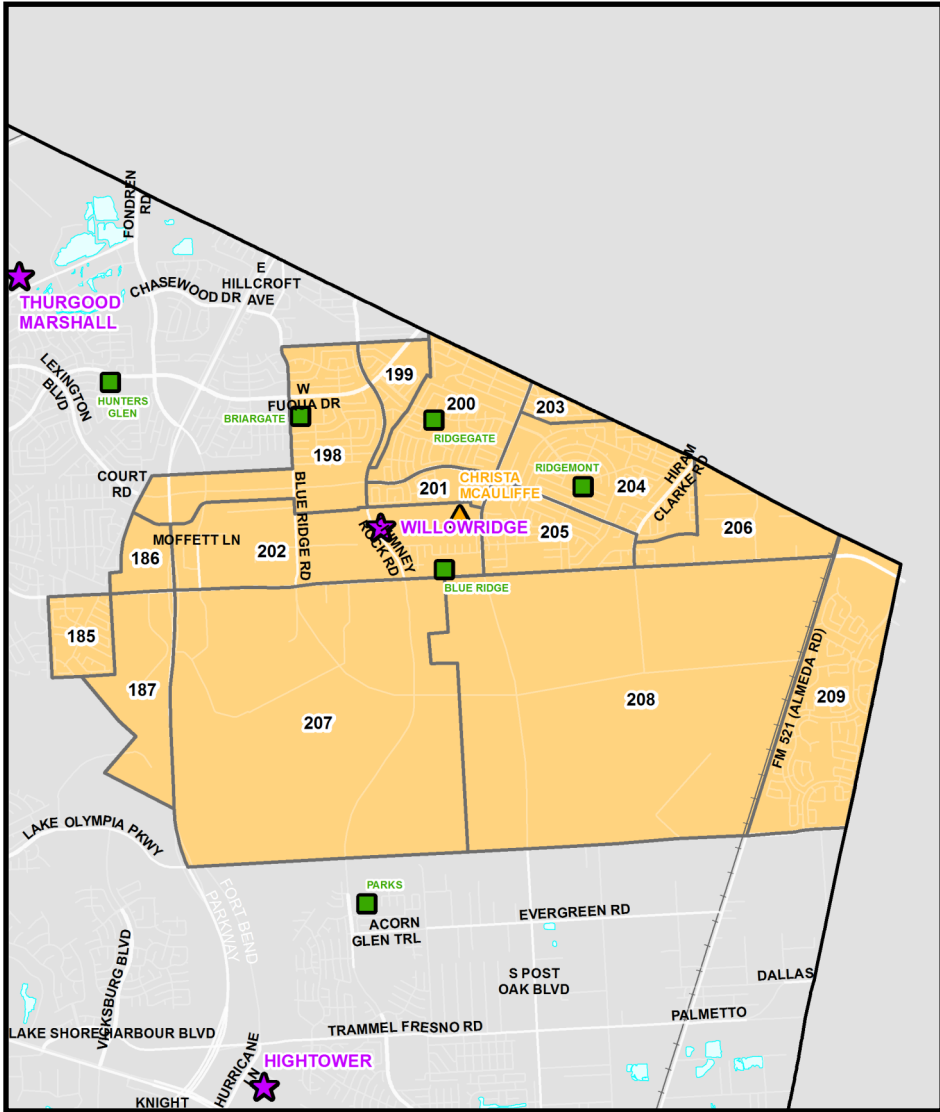 FONDREN
RD
E
HILLCROFT
AVE
CHASEWOOD DR
THURGOOD
MARSHALL
LEXINGTON
BLVD
HUNTERS
GLEN
W
FUQUA DR
BRIARGATE
199
200
203
RIDGEGATE
198
RIDGEMONT
204
HIRAM
CLARKE RD
COURT
RD
201
CHRISTA
MCAULIFFE
BLUE RIDGE RD
WILLOWRIDGE
ROCK RD
206
205
MOFFETT LN
202
186
BLUE RIDGE
185
187
207
208
209
FM 521 (ALMEDA RD)
LAKE OLYMPIA PKWY
FORT BEND
PARKWAY
PARKS
ACORN
GLEN TRL
EVERGREEN RD
VICKSBURG BLVD
S POST
OAK BLVD
DALLAS
PALMETTO
LAKE SHORE HARBOUR BLVD
TRAMMEL FRESNO RD
HURRICANE
LN
HIGHTOWER
KNIGHT